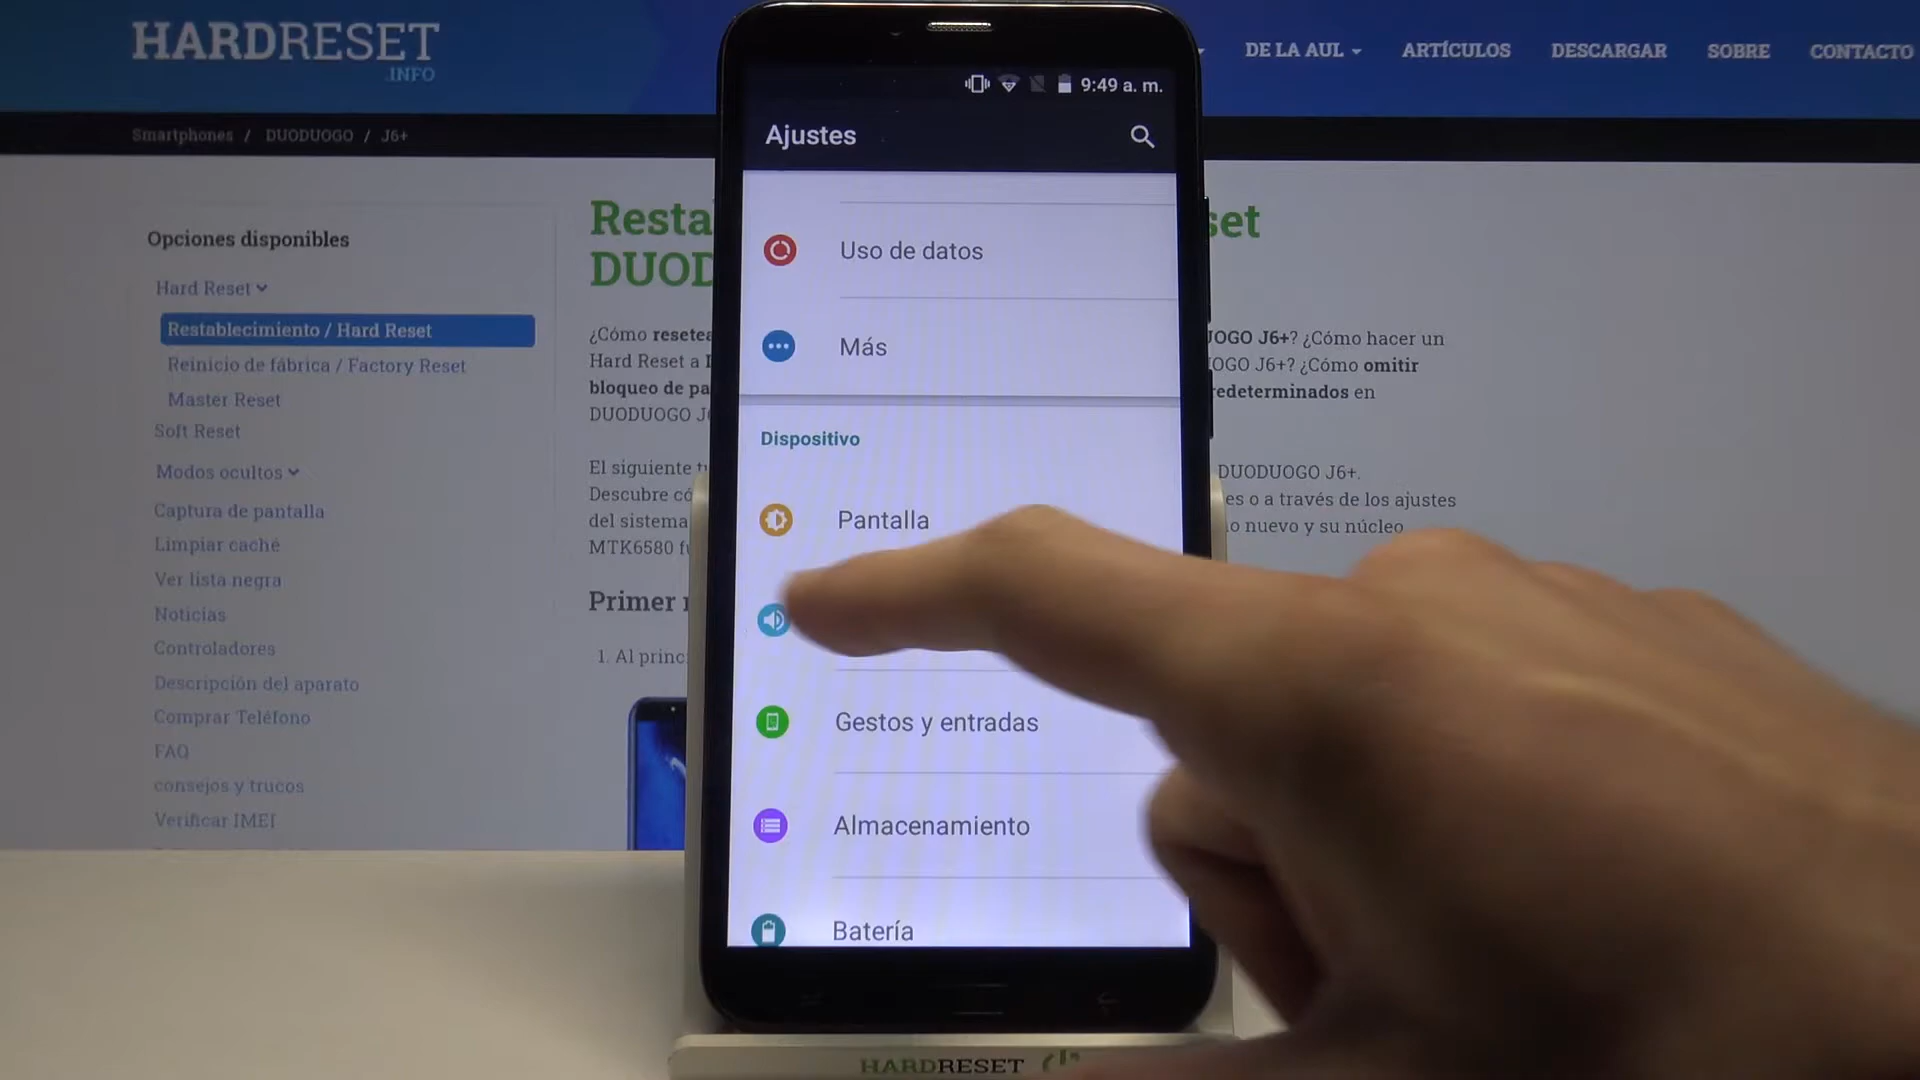 HARDRESET
.INFO
DE LA AUL
ARTÍCULOS
DESCARGAR
SOBRE
CONTACTO
Smartphones / DUODUOGO / J6+
9:49 a. m.
Ajustes
Uso de datos
Más
Dispositivo
Pantalla
Gestos y entradas
Almacenamiento
Batería
Opciones disponibles
Hard Reset
Restablecimiento / Hard Reset
Reinicio de fábrica / Factory Reset
Master Reset
Soft Reset
Modos ocultos
Captura de pantalla
Limpiar caché
Ver lista negra
Noticias
Controladores
Descripción del aparato
Comprar Teléfono
FAQ
consejos y trucos
Verificar IMEI
Resta set
DUOD
¿Cómo resetea OGO J6+? ¿Cómo hacer un
Hard Reset a OGO J6+? ¿Cómo omitir
bloqueo de pa redeterminados en
DUODUOGO J
El siguiente t DUODUOGO J6+.
Descubre có es o a través de los ajustes
del sistema o nuevo y su núcleo
MTK6580 f
Primer
1. Al princ
HARDRESET